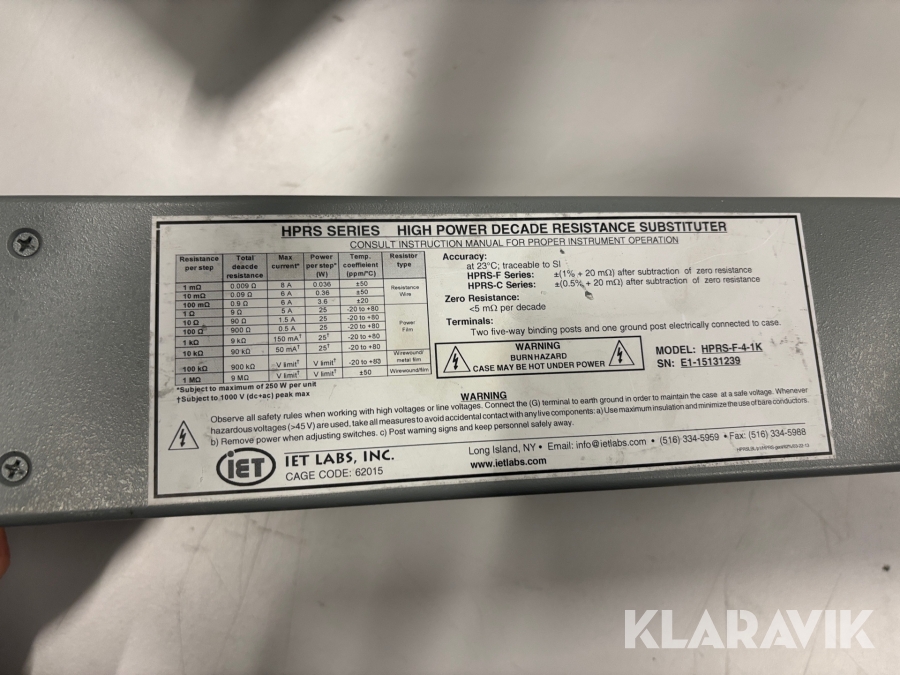 HPRS SERIES HIGH POWER DECADE RESISTANCE SUBSTITUTER
CONSULT INSTRUCTION MANUAL FOR PROPER INSTRUMENT OPERATION
Resistance per step Total deacde resistance Max current* Power per step* (W) Temp. coeffiient (ppm/°C) Resistor type
1 mΩ 0.009 Ω 8 A 0.036 ±50 Resistance Wire
10 mΩ 0.09 Ω 6 A 0.36 ±50
100 mΩ 0.9 Ω 6 A 3.6 ±20
1 Ω 9 Ω 5 A 25 -20 to +80 Power Film
10 Ω 90 Ω 1.5 A 25 -20 to +80
100 Ω 900 Ω 0.5 A 25 -20 to +80
1 kΩ 9 kΩ 150 mA† 25† -20 to +80
10 kΩ 90 kΩ 50 mA† 25† -20 to +80
100 kΩ 900 kΩ V limit† V limit† -20 to +80 Wirewound/ metal film
1 MΩ 9 MΩ V limit† V limit† ±50 Wirewound/film
*Subject to maximum of 250 W per unit
†Subject to 1000 V (dc+ac) peak max
Accuracy:
at 23°C; traceable to SI
HPRS-F Series: ±(1% + 20 mΩ) after subtraction of zero resistance
HPRS-C Series: ±(0.5% + 20 mΩ) after subtraction of zero resistance
Zero Resistance:
<5 mΩ per decade
Terminals:
Two five-way binding posts and one ground post electrically connected to case.
WARNING
BURN HAZARD
CASE MAY BE HOT UNDER POWER
MODEL: HPRS-F-4-1K
SN: E1-15131239
WARNING
Observe all safety rules when working with high voltages or line voltages. Connect the (G) terminal to earth ground in order to maintain the case at a safe voltage. Whenever
hazardous voltages (>45 V) are used, take all measures to avoid accidental contact with any live components: a) Use maximum insulation and minimize the use of bare conductors.
b) Remove power when adjusting switches. c) Post warning signs and keep personnel safely away.
IET
IET LABS, INC.
CAGE CODE: 62015
Long Island, NY • Email: info@ietlabs.com • (516) 334-5959 • Fax: (516) 334-5988
www.ietlabs.com
KLARAVIK